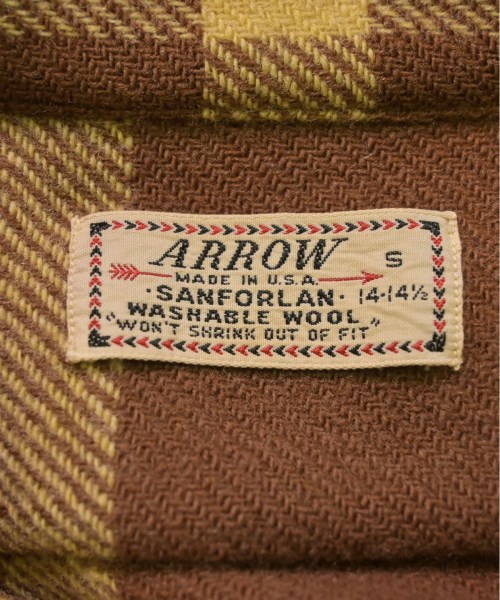 ARROW S
MADE IN U.S.A.
·SANFORLAN· 14-14½
WASHABLE WOOL
"WON'T SHRINK OUT OF FIT"